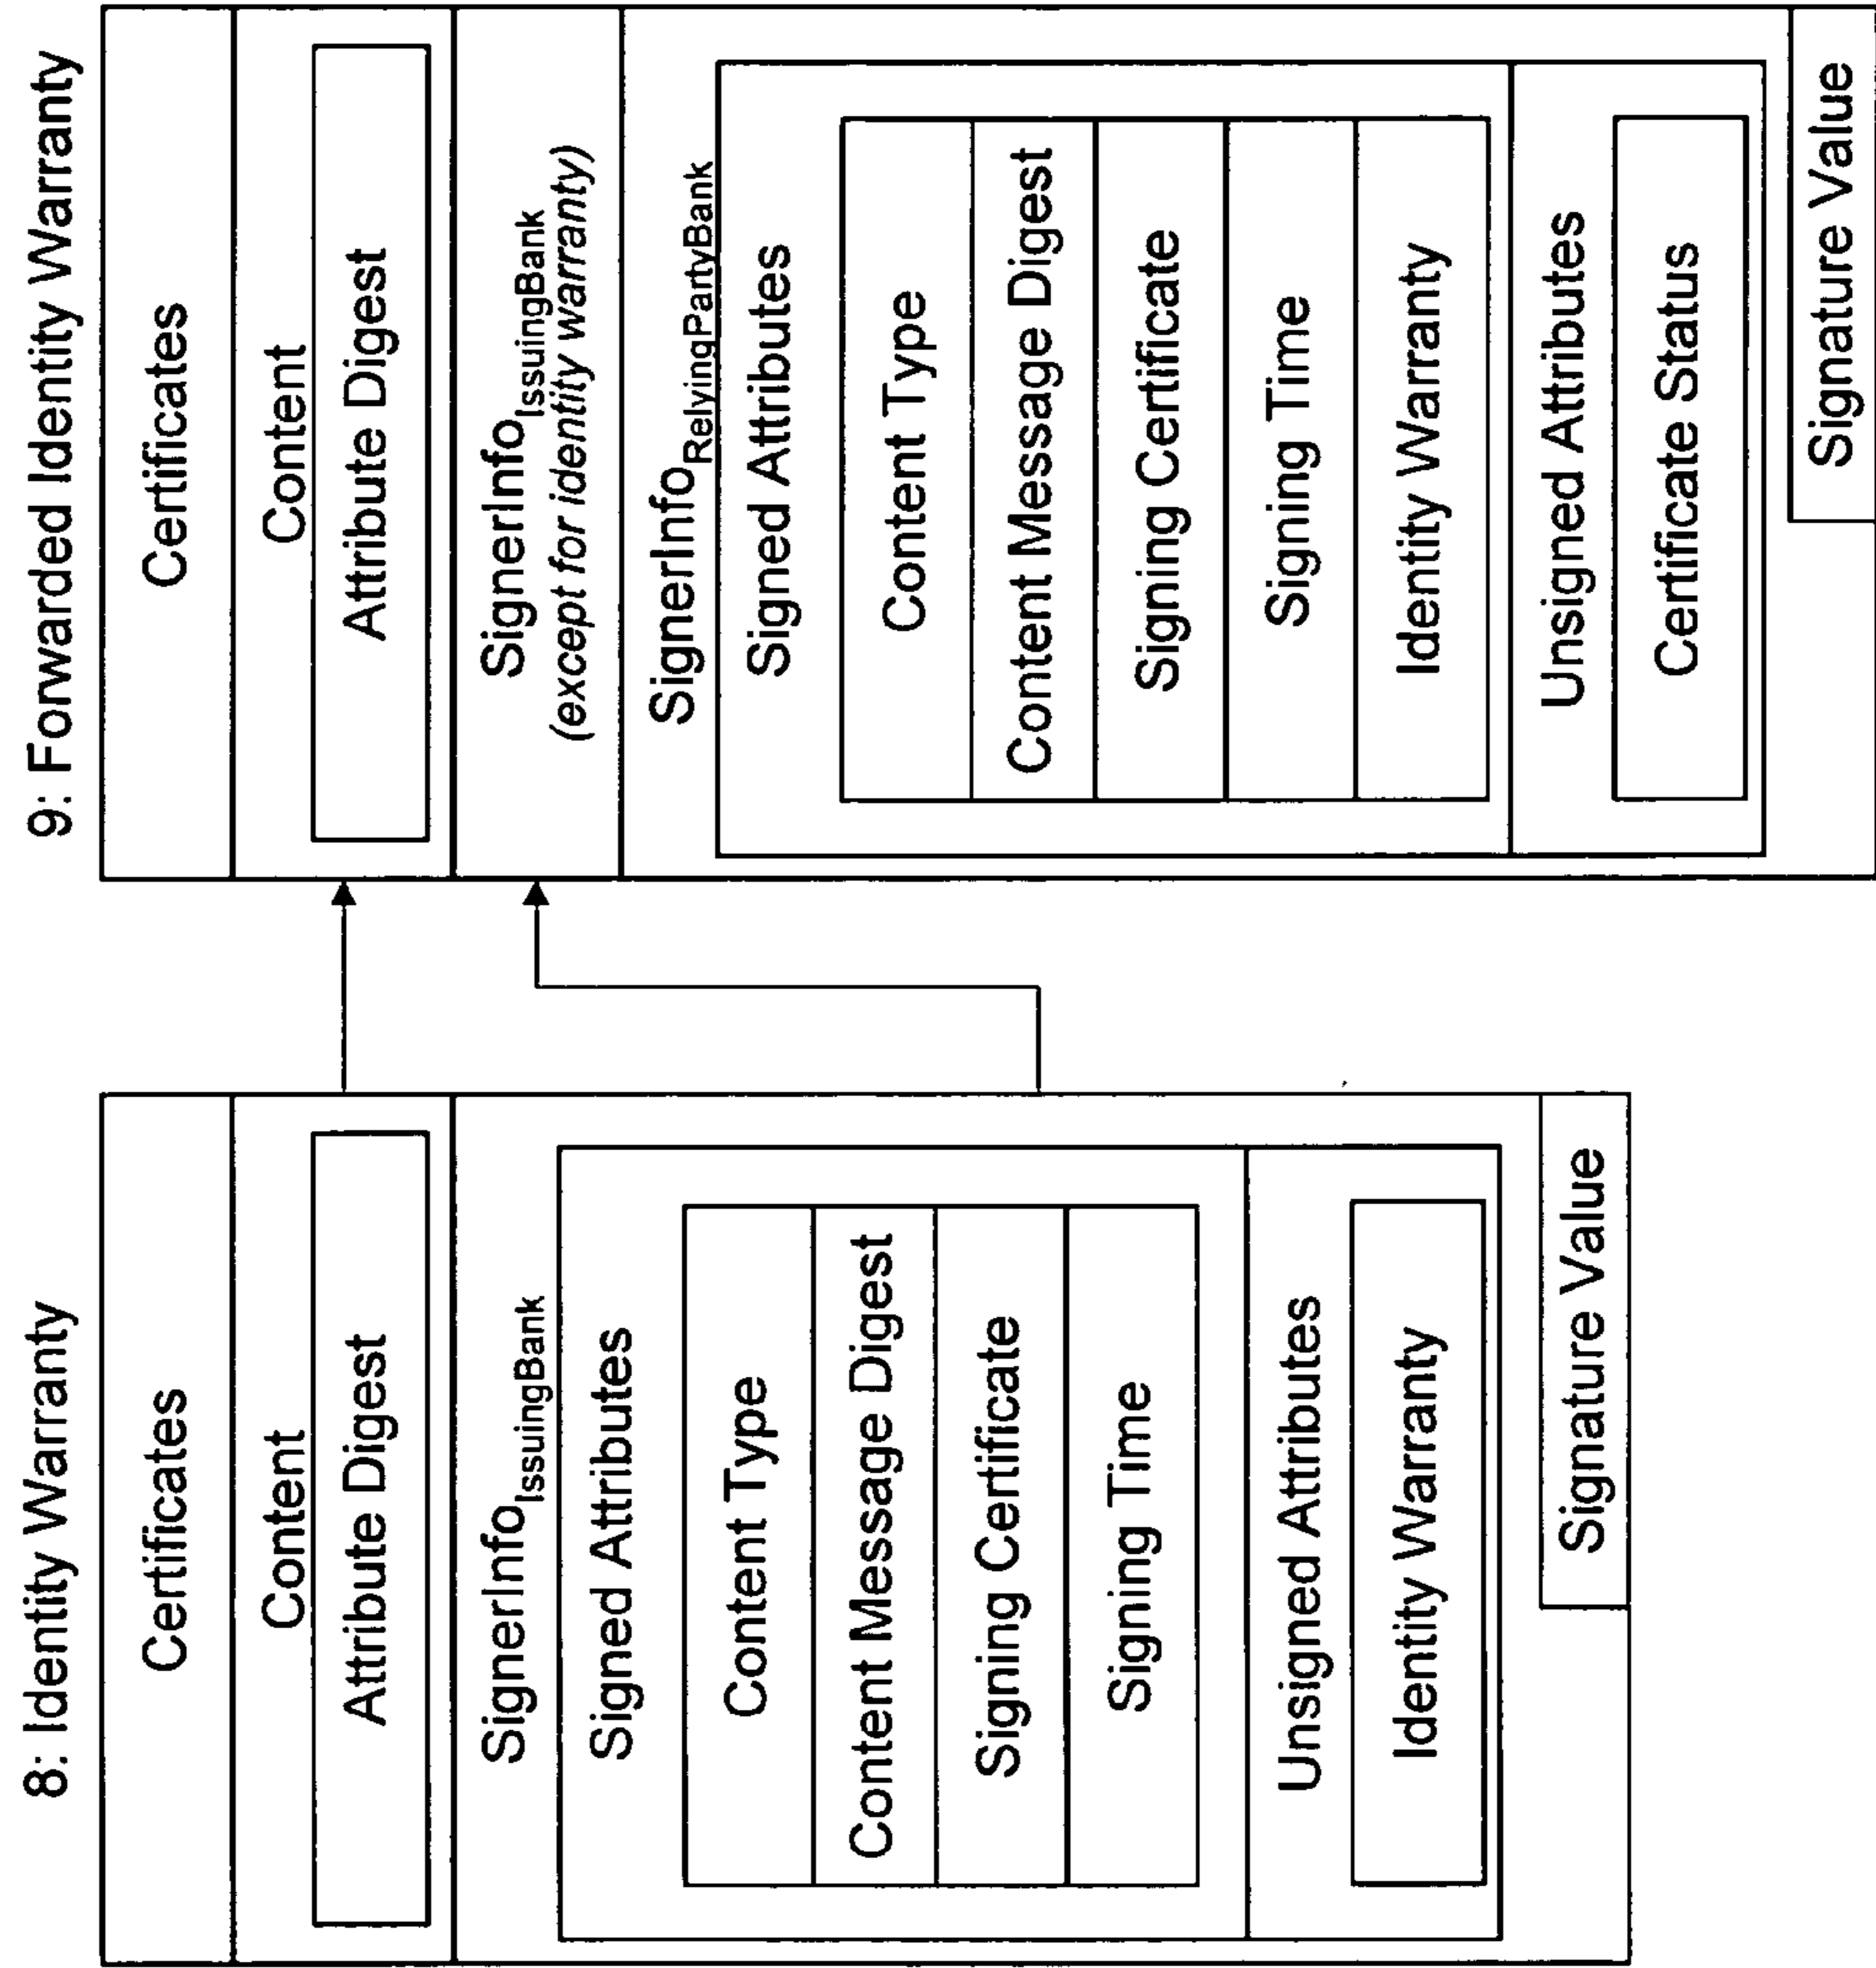 8: Identity Warranty
Certificates
Content
Attribute Digest
SignerInfoIssuingBank
Signed Attributes
Content Type
Content Message Digest
Signing Certificate
Signing Time
Unsigned Attributes
Identity Warranty
Signature Value
9: Forwarded Identity Warranty
Certificates
Content
Attribute Digest
SignerInfoIssuingBank
(except for identity warranty)
SignerInfoRelyingPartyBank
Signed Attributes
Content Type
Content Message Digest
Signing Certificate
Signing Time
Identity Warranty
Unsigned Attributes
Certificate Status
Signature Value